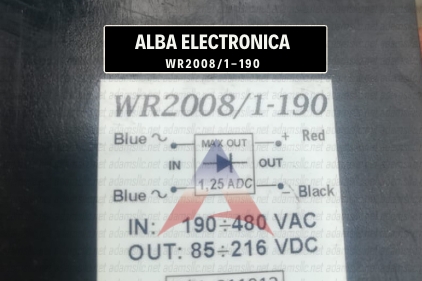 ALBA ELECTRONICA
WR2008/1-190
WR2008/1-190
Blue ~ MAX OUT + Red
IN OUT
Blue ~ 1,25 ADC - Black
IN: 190÷480 VAC
OUT: 85÷216 VDC